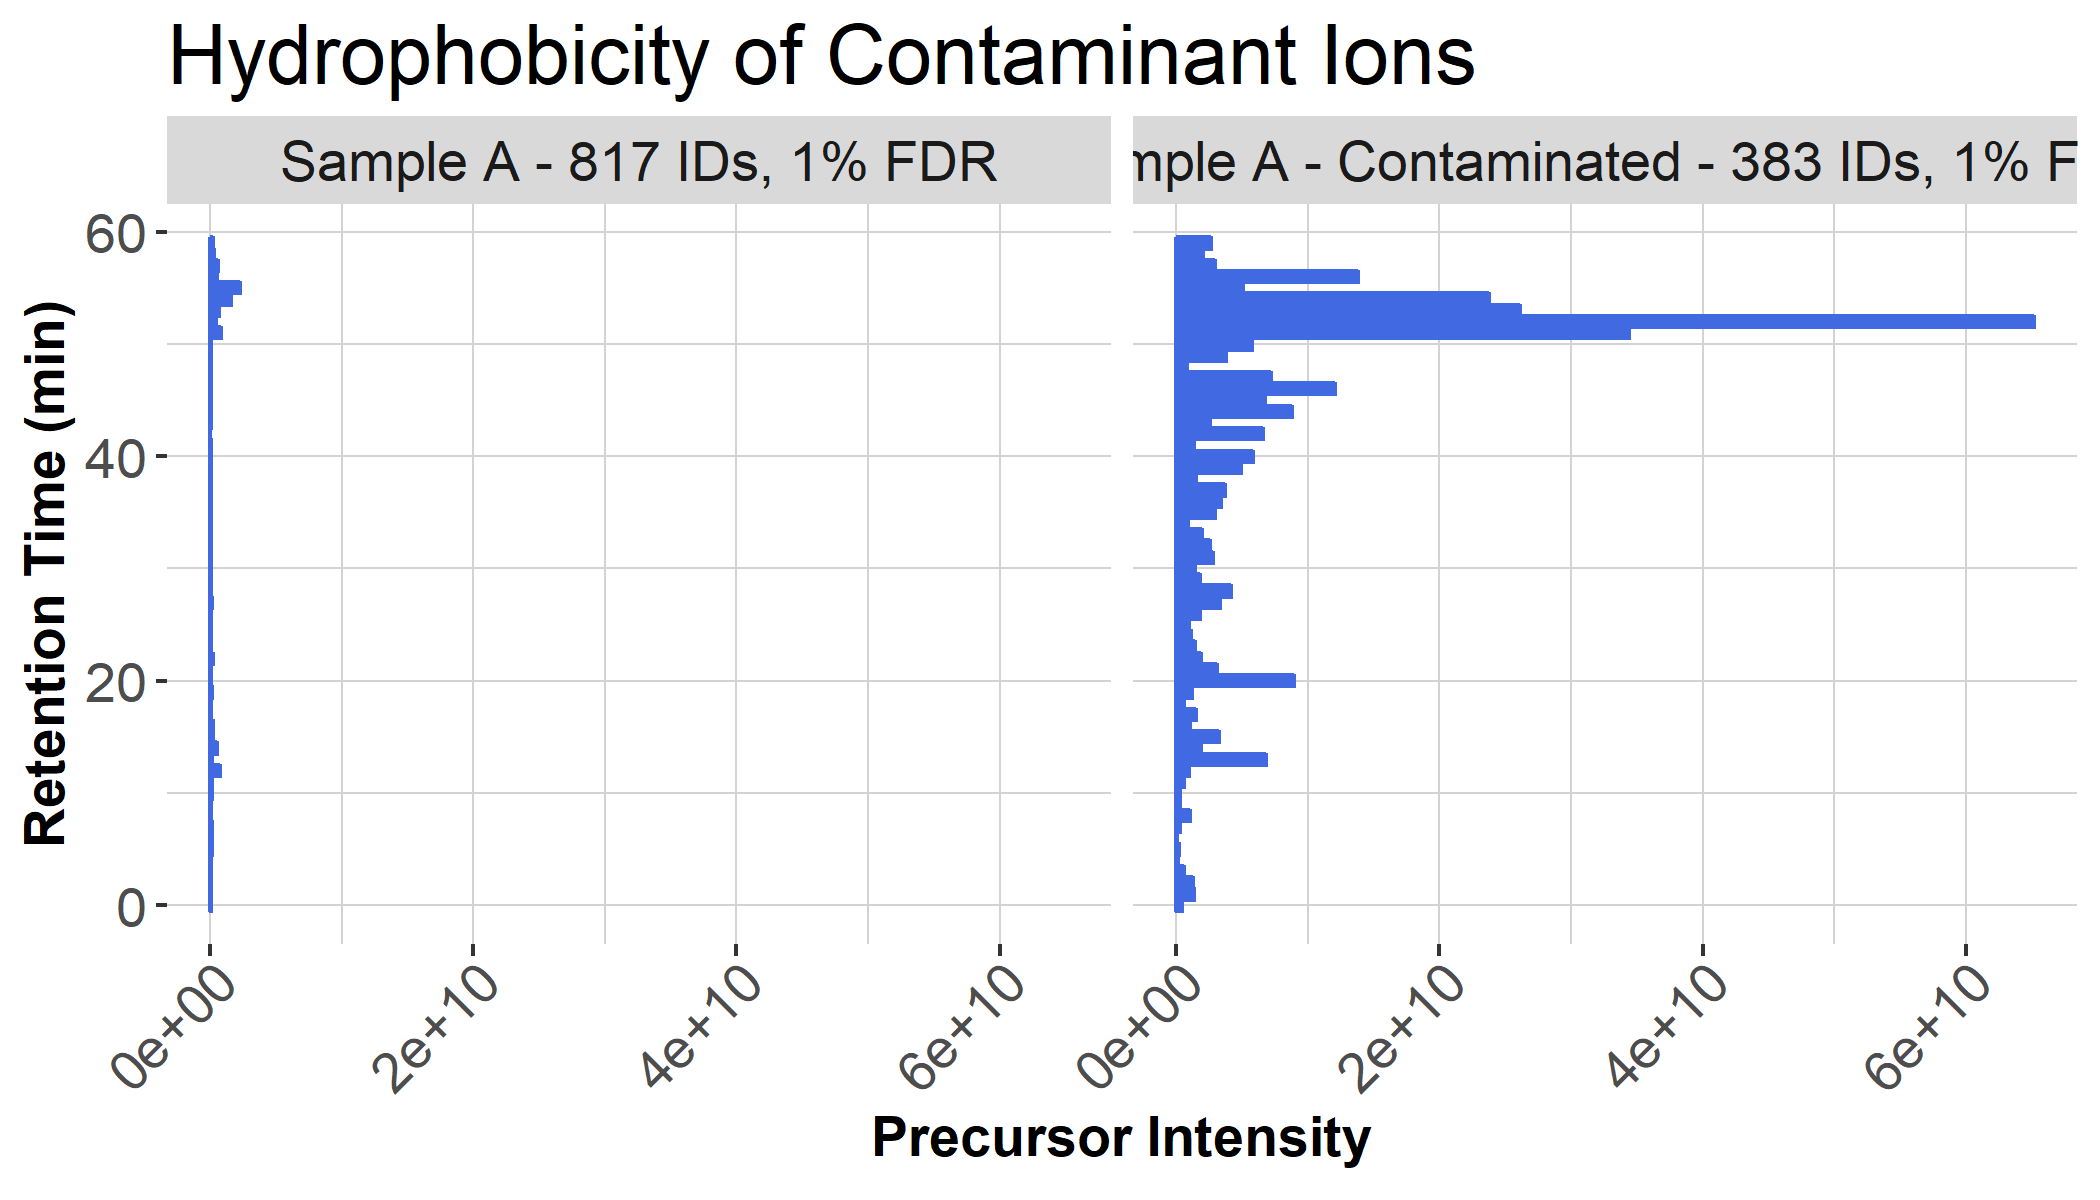 Hydrophobicity of Contaminant Ions
Sample A - 817 IDs, 1% FDR
mple A - Contaminated - 383 IDs, 1% F
Retention Time (min)
60
40
20
0
0e+00
2e+10
4e+10
6e+10
0e+00
2e+10
4e+10
6e+10
Precursor Intensity